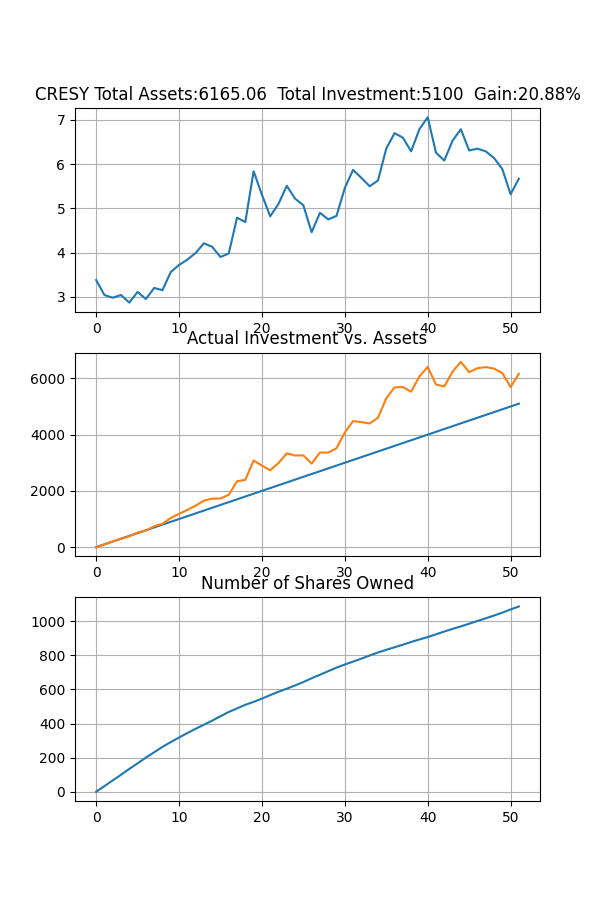 CRESY Total Assets:6165.06  Total Investment:5100  Gain:20.88%
7
6
5
4
3
0 10 20 30 40 50
Actual Investment vs. Assets
6000
4000
2000
0
0 10 20 30 40 50
Number of Shares Owned
1000
800
600
400
200
0
0 10 20 30 40 50